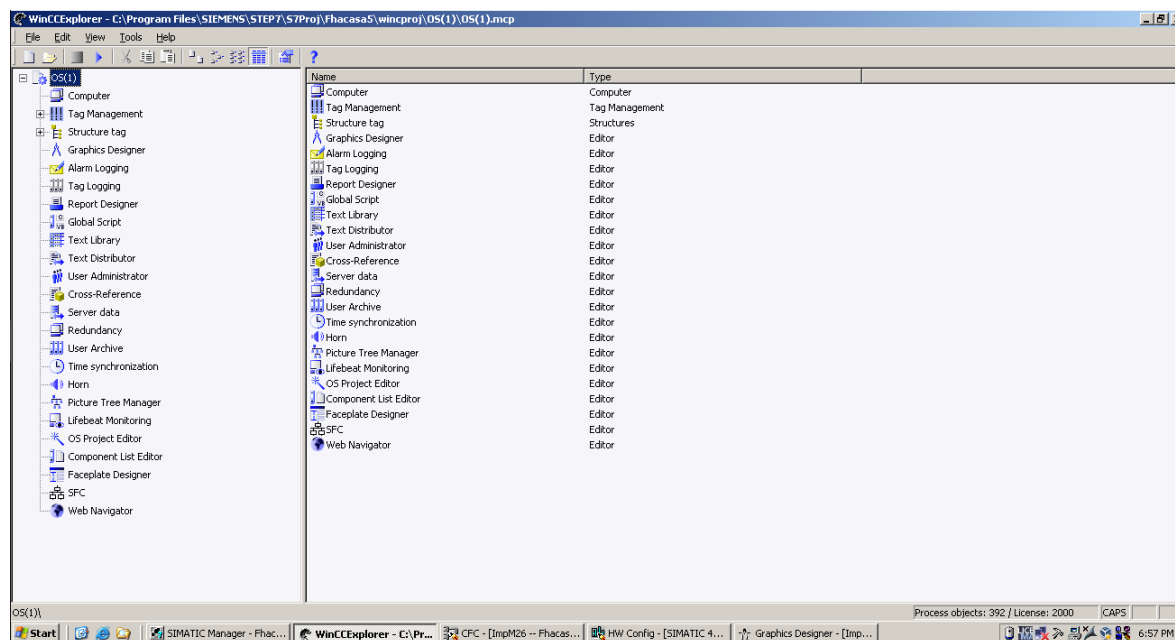 WinCCExplorer - C:\Program Files\SIEMENS\STEP7\S7Proj\Fhacasa5\wincproj\OS(1)\OS(1).mcp
File Edit View Tools Help
OS(1)
Computer
Tag Management
Structure tag
Graphics Designer
Alarm Logging
Tag Logging
Report Designer
Global Script
Text Library
Text Distributor
User Administrator
Cross-Reference
Server data
Redundancy
User Archive
Time synchronization
Horn
Picture Tree Manager
Lifebeat Monitoring
OS Project Editor
Component List Editor
Faceplate Designer
SFC
Web Navigator
Name Type
Computer Computer
Tag Management Tag Management
Structure tag Structures
Graphics Designer Editor
Alarm Logging Editor
Tag Logging Editor
Report Designer Editor
Global Script Editor
Text Library Editor
Text Distributor Editor
User Administrator Editor
Cross-Reference Editor
Server data Editor
Redundancy Editor
User Archive Editor
Time synchronization Editor
Horn Editor
Picture Tree Manager Editor
Lifebeat Monitoring Editor
OS Project Editor Editor
Component List Editor Editor
Faceplate Designer Editor
SFC Editor
Web Navigator Editor
OS(1)\ Process objects: 392 / License: 2000 CAPS
Start SIMATIC Manager - Fhac... WinCCExplorer - C:\Pr... CFC - [ImpM26 -- Fhacas... HW Config - [SIMATIC 4... Graphics Designer - [Imp... 6:57 PM